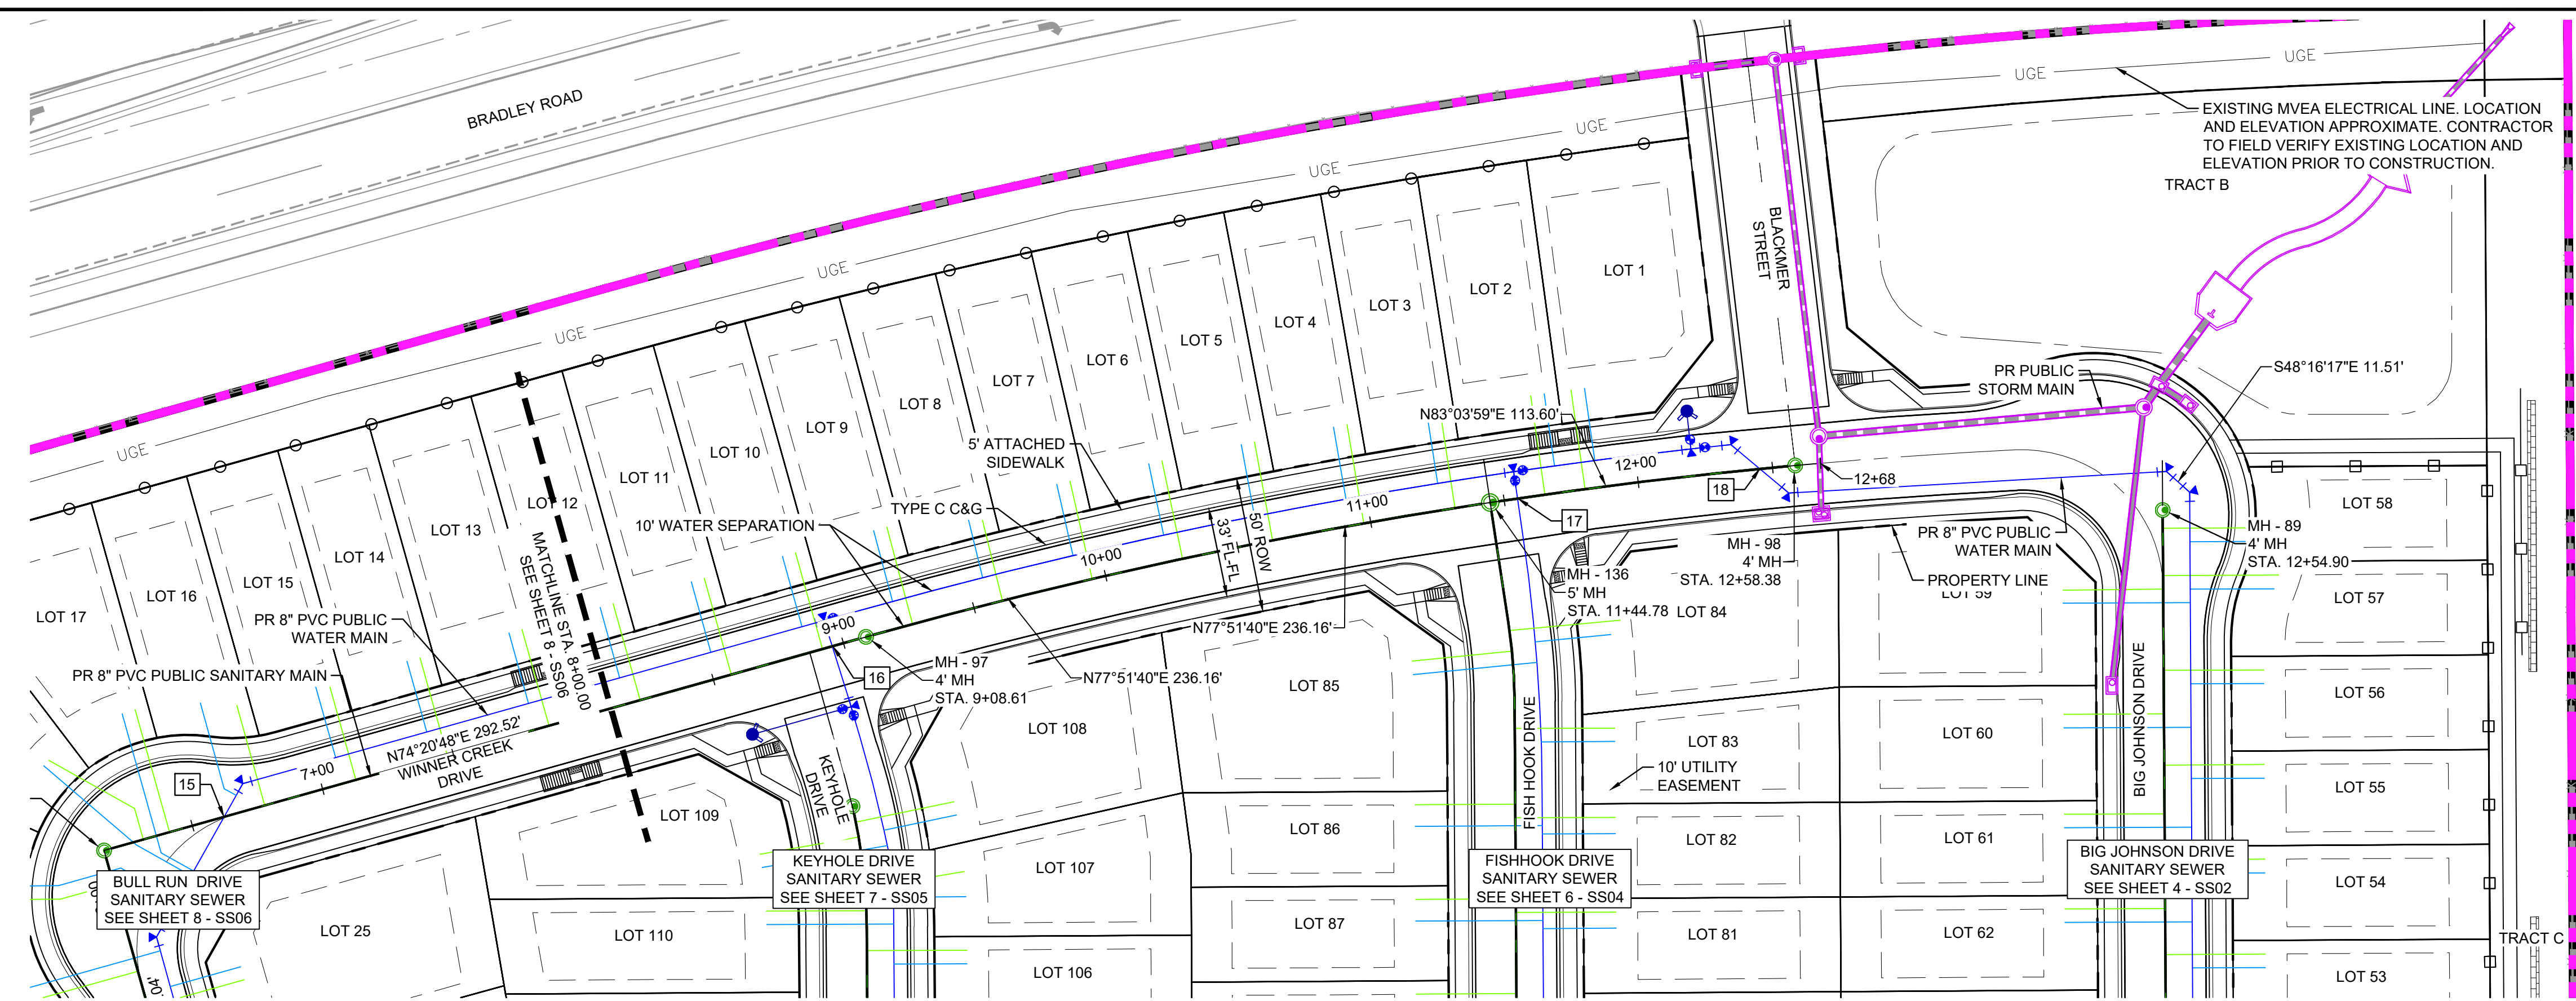 BRADLEY ROAD
UGE
UGE
UGE
UGE
UGE
UGE
UGE
UGE
EXISTING MVEA ELECTRICAL LINE. LOCATION
AND ELEVATION APPROXIMATE. CONTRACTOR
TO FIELD VERIFY EXISTING LOCATION AND
ELEVATION PRIOR TO CONSTRUCTION.
TRACT B
BLACKMER
STREET
LOT 1
LOT 2
LOT 3
LOT 4
LOT 5
LOT 6
LOT 7
LOT 8
LOT 9
LOT 10
LOT 11
LOT 12
LOT 13
LOT 14
LOT 15
LOT 16
LOT 17
MATCHLINE STA. 8+00.00
SEE SHEET 8 - SS06
5' ATTACHED
SIDEWALK
TYPE C C&G
10' WATER SEPARATION
N83°03'59"E 113.60'
PR PUBLIC
STORM MAIN
S48°16'17"E 11.51'
PR 8" PVC PUBLIC
WATER MAIN
PR 8" PVC PUBLIC SANITARY MAIN
N74°20'48"E 292.52'
WINNER CREEK
DRIVE
7+00
9+00
10+00
11+00
12+00
12+68
33' FL-FL
50' ROW
15
16
17
18
MH - 97
4' MH
STA. 9+08.61
N77°51'40"E 236.16'
N77°51'40"E 236.16'
MH - 136
5' MH
STA. 11+44.78
MH - 98
4' MH
STA. 12+58.38
PR 8" PVC PUBLIC
WATER MAIN
PROPERTY LINE
MH - 89
4' MH
STA. 12+54.90
LOT 84
LOT 59
LOT 58
LOT 57
LOT 56
LOT 55
LOT 54
LOT 53
LOT 85
LOT 108
LOT 109
LOT 83
LOT 60
10' UTILITY
EASEMENT
LOT 86
LOT 82
LOT 61
LOT 107
LOT 87
LOT 81
LOT 62
LOT 106
LOT 110
LOT 25
KEYHOLE
DRIVE
FISH HOOK DRIVE
BIG JOHNSON DRIVE
BULL RUN DRIVE
SANITARY SEWER
SEE SHEET 8 - SS06
KEYHOLE DRIVE
SANITARY SEWER
SEE SHEET 7 - SS05
FISHHOOK DRIVE
SANITARY SEWER
SEE SHEET 6 - SS04
BIG JOHNSON DRIVE
SANITARY SEWER
SEE SHEET 4 - SS02
TRACT C
.04'